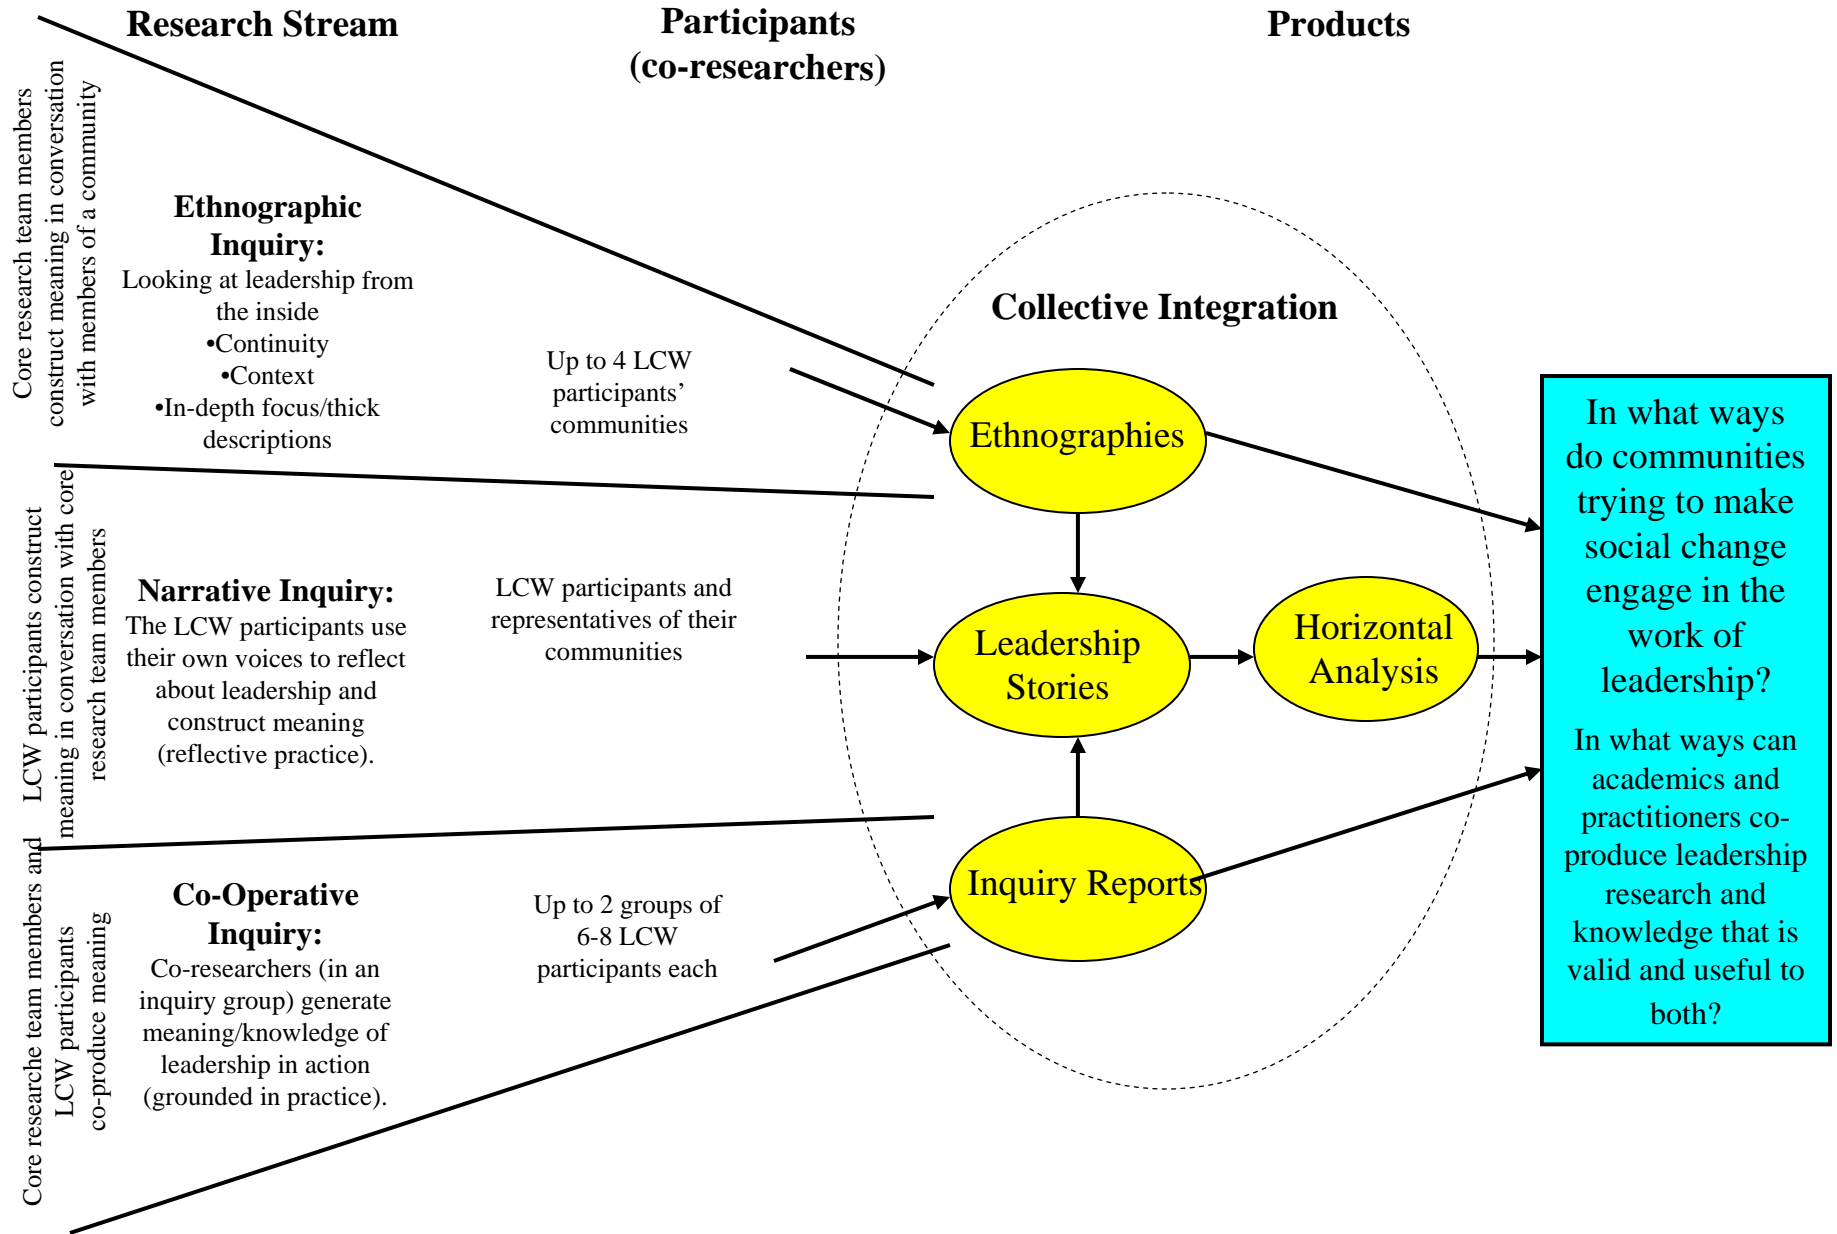 Research Stream
Participants
(co-researchers)
Products
Core research team members
construct meaning in conversation
with members of a community
Ethnographic
Inquiry:
Looking at leadership from
the inside
•Continuity
•Context
•In-depth focus/thick
descriptions
Up to 4 LCW
participants’
communities
LCW participants construct
meaning in conversation with core
research team members
Narrative Inquiry:
The LCW participants use
their own voices to reflect
about leadership and
construct meaning
(reflective practice).
LCW participants and
representatives of their
communities
Core researche team members and
LCW participants
co-produce meaning
Co-Operative
Inquiry:
Co-researchers (in an
inquiry group) generate
meaning/knowledge of
leadership in action
(grounded in practice).
Up to 2 groups of
6-8 LCW
participants each
Collective Integration
Ethnographies
Leadership
Stories
Horizontal
Analysis
Inquiry Reports
In what ways
do communities
trying to make
social change
engage in the
work of
leadership?
In what ways can
academics and
practitioners co-
produce leadership
research and
knowledge that is
valid and useful to
both?